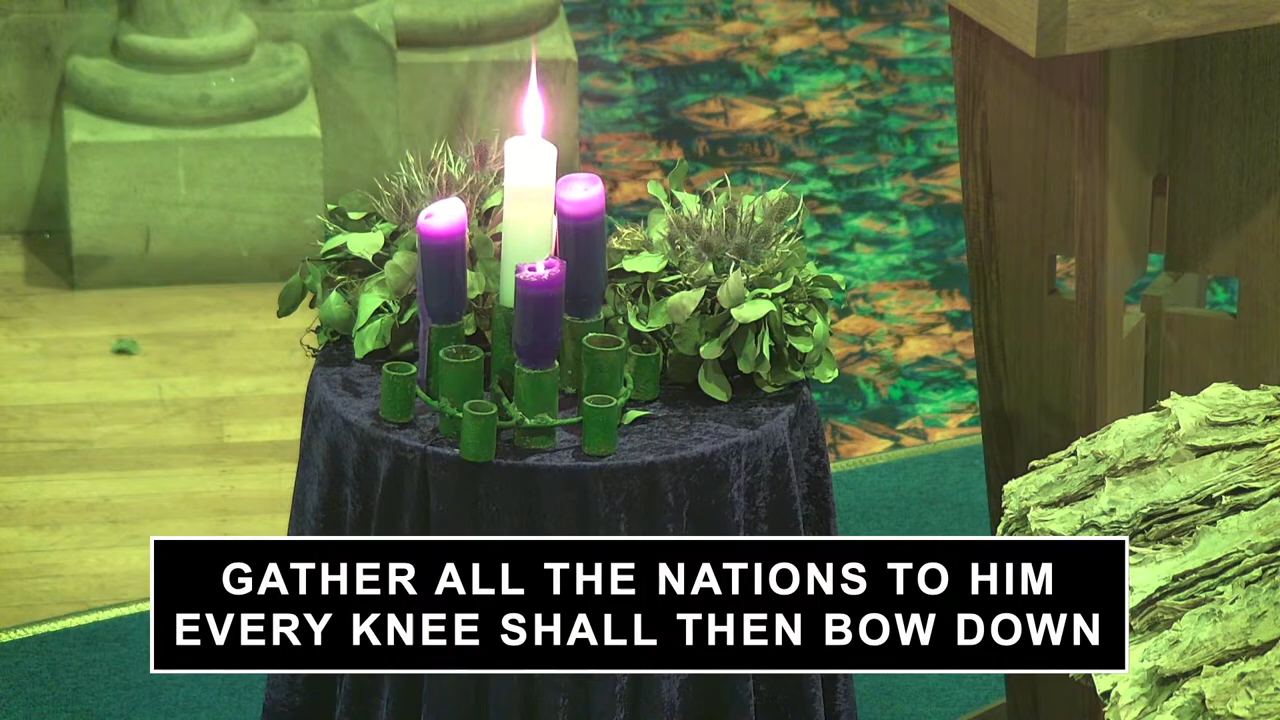 GATHER ALL THE NATIONS TO HIM
EVERY KNEE SHALL THEN BOW DOWN